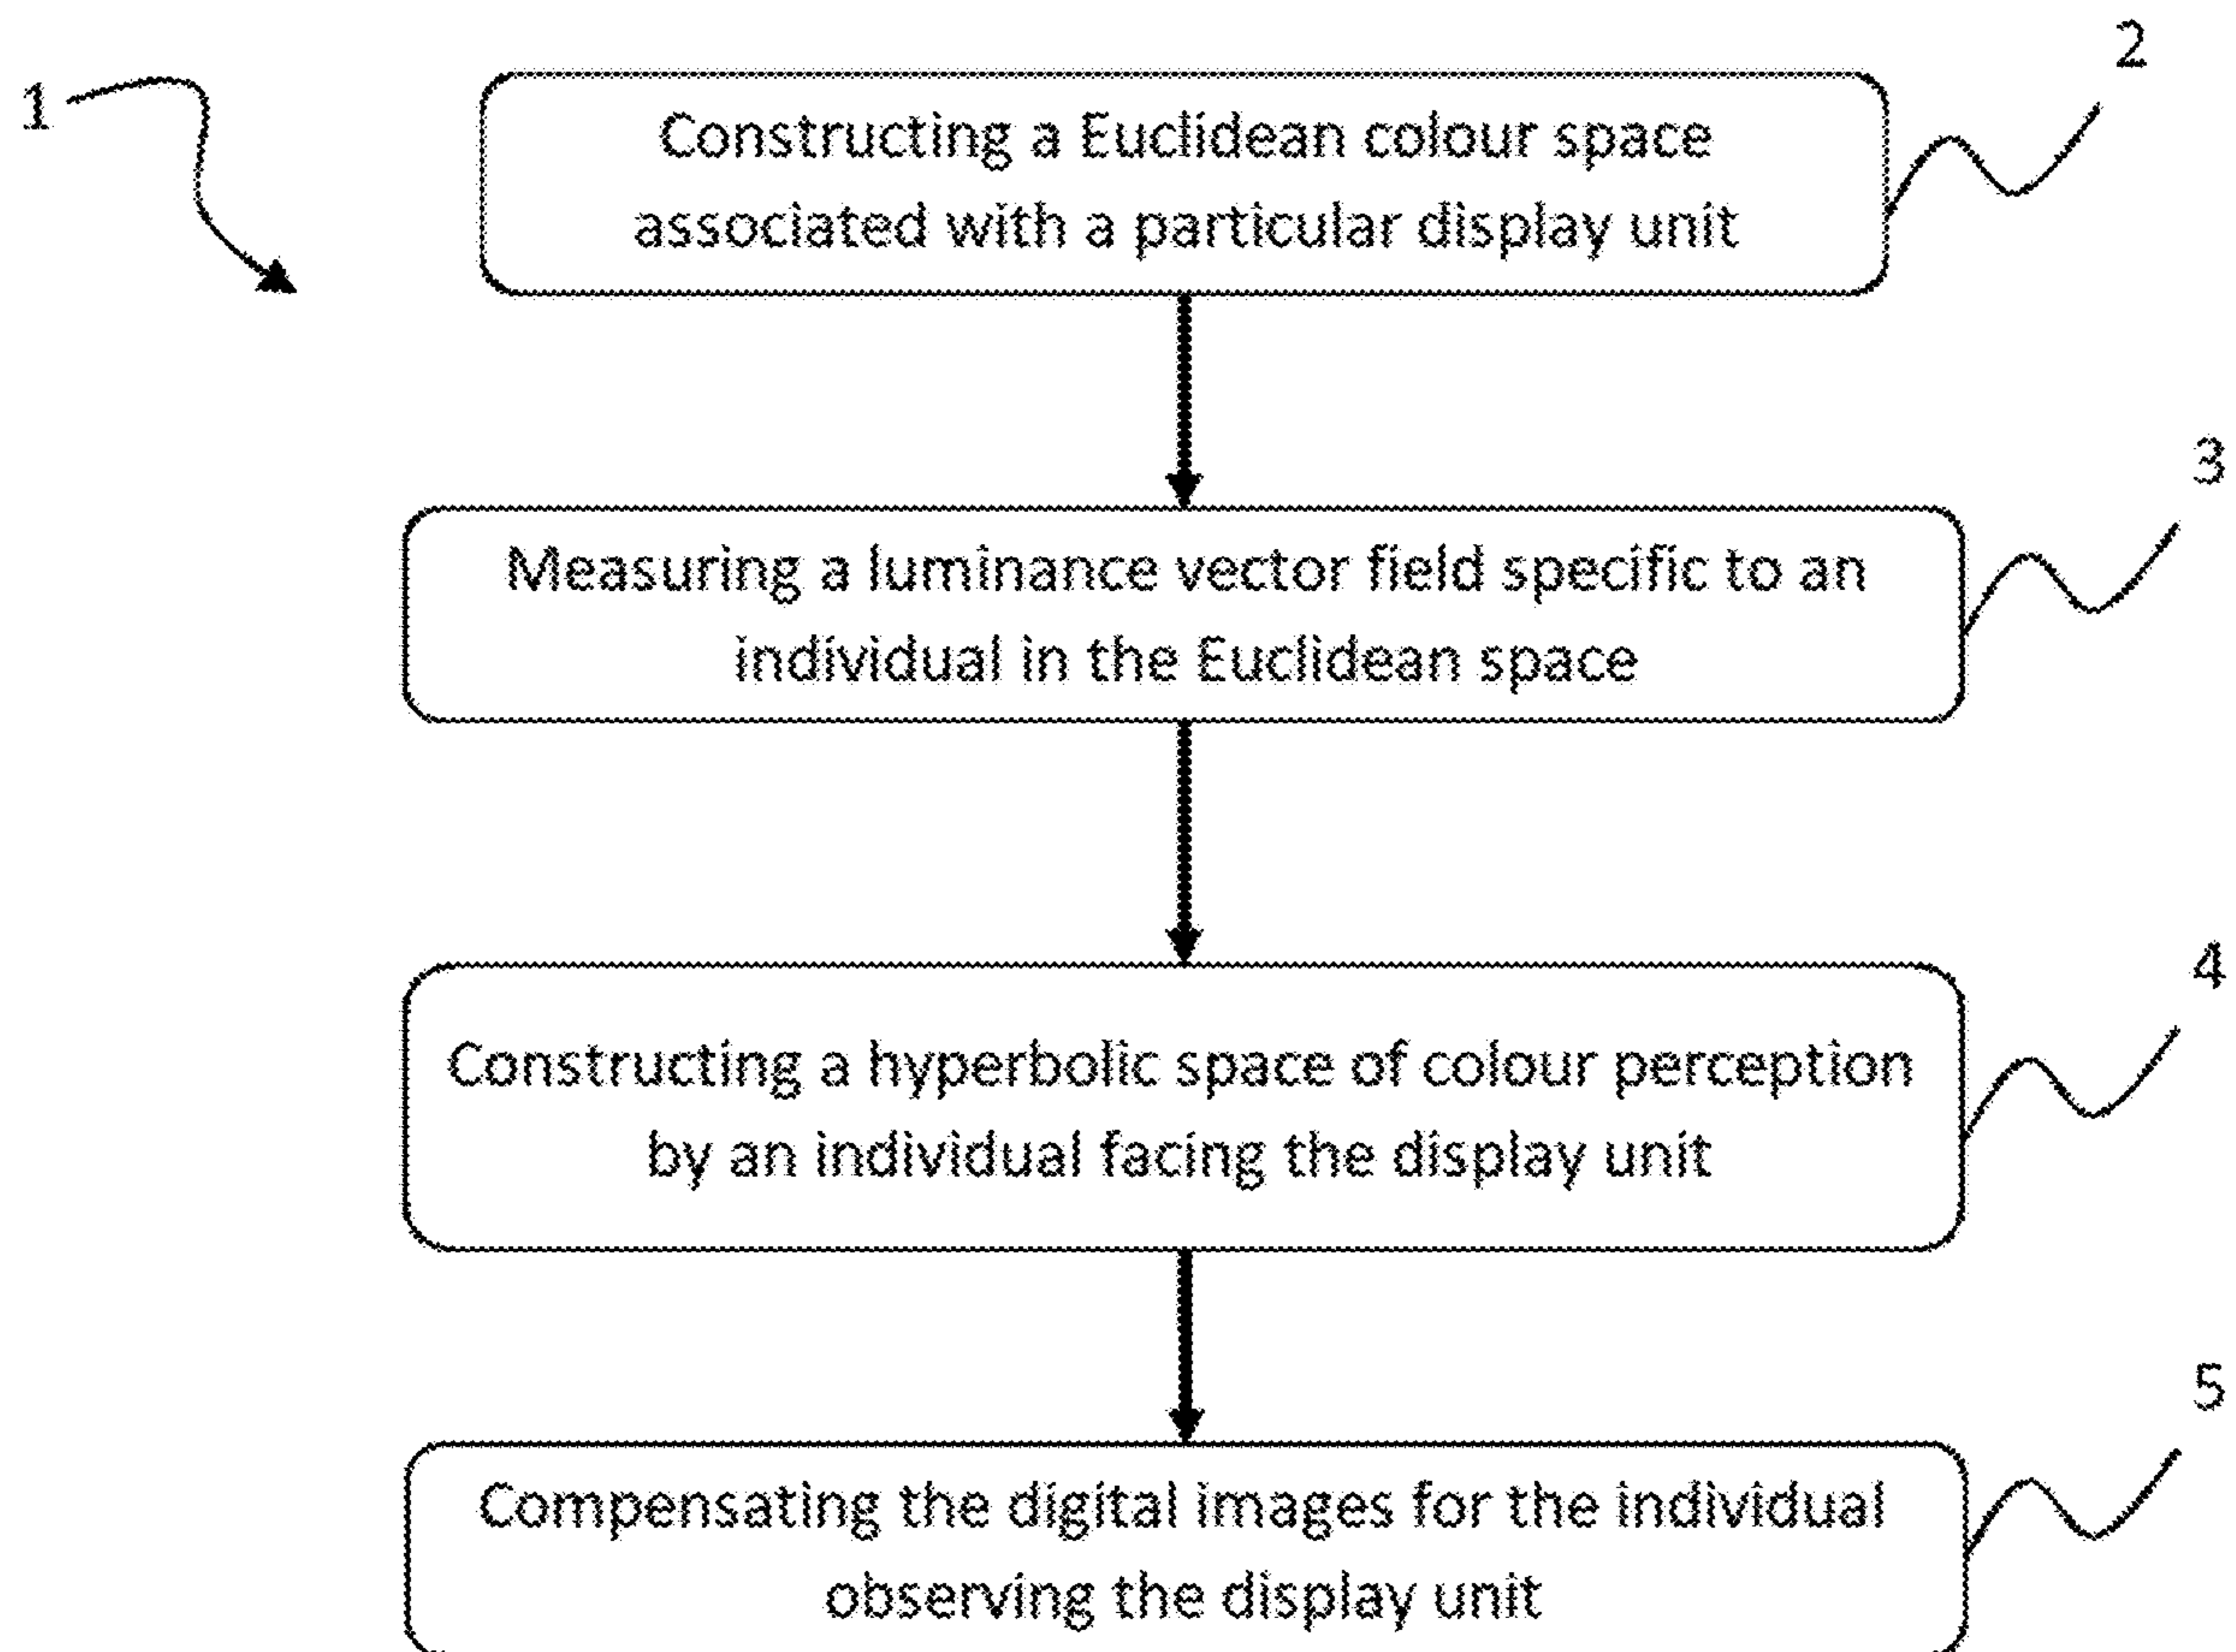 1
2
Constructing a Euclidean colour space
associated with a particular display unit
3
Measuring a luminance vector field specific to an
individual in the Euclidean space
4
Constructing a hyperbolic space of colour perception
by an individual facing the display unit
5
Compensating the digital images for the individual
observing the display unit